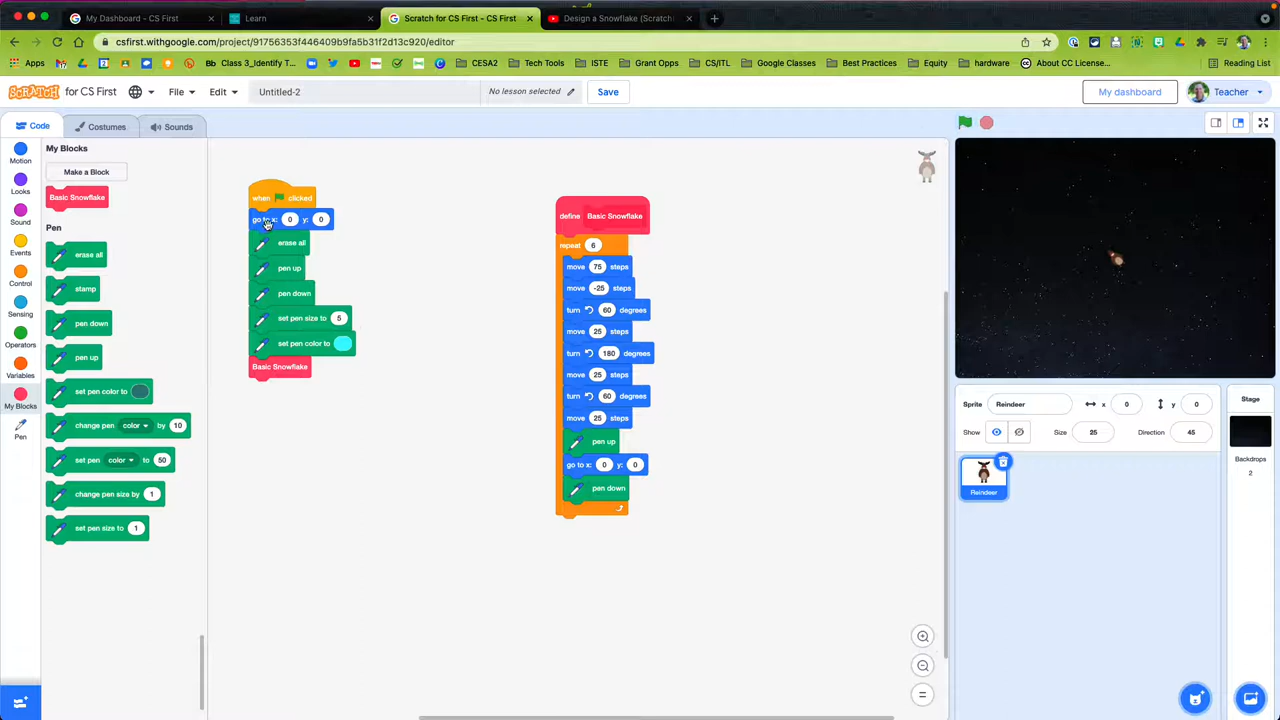 My Dashboard - CS First
Learn
Scratch for CS First - CS First
Design a Snowflake (Scratch
csfirst.withgoogle.com/project/91756353f446409b9fa5b31f2d13c920/editor
Apps Class 3_Identify T... CESA2 Tech Tools ISTE Grant Opps CS/ITL Google Classes Best Practices Equity hardware About CC License... Reading List
SCRATCH for CS First File Edit Untitled-2 No lesson selected Save My dashboard Teacher
Code Costumes Sounds
Motion
Looks
Sound
Events
Control
Sensing
Operators
Variables
My Blocks
Pen
My Blocks
Make a Block
Basic Snowflake
Pen
erase all
stamp
pen down
pen up
set pen color to
change pen color by 10
set pen color to 50
change pen size by 1
set pen size to 1
when clicked
go to x: 0 y: 0
erase all
pen up
pen down
set pen size to 5
set pen color to
Basic Snowflake
define Basic Snowflake
repeat 6
move 75 steps
move -25 steps
turn 60 degrees
move 25 steps
turn 180 degrees
move 25 steps
turn 60 degrees
move 25 steps
pen up
go to x: 0 y: 0
pen down
Sprite Reindeer x 0 y 0
Show Size 25 Direction 45
Reindeer
Stage
Backdrops
2